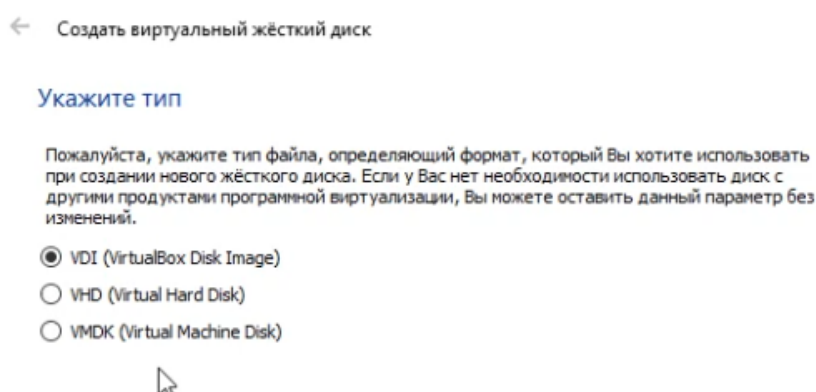 Создать виртуальный жёсткий диск
Укажите тип
Пожалуйста, укажите тип файла, определяющий формат, который Вы хотите использовать
при создании нового жёсткого диска. Если у Вас нет необходимости использовать диск с
другими продуктами программной виртуализации, Вы можете оставить данный параметр без
изменений.
VDI (VirtualBox Disk Image)
VHD (Virtual Hard Disk)
VMDK (Virtual Machine Disk)